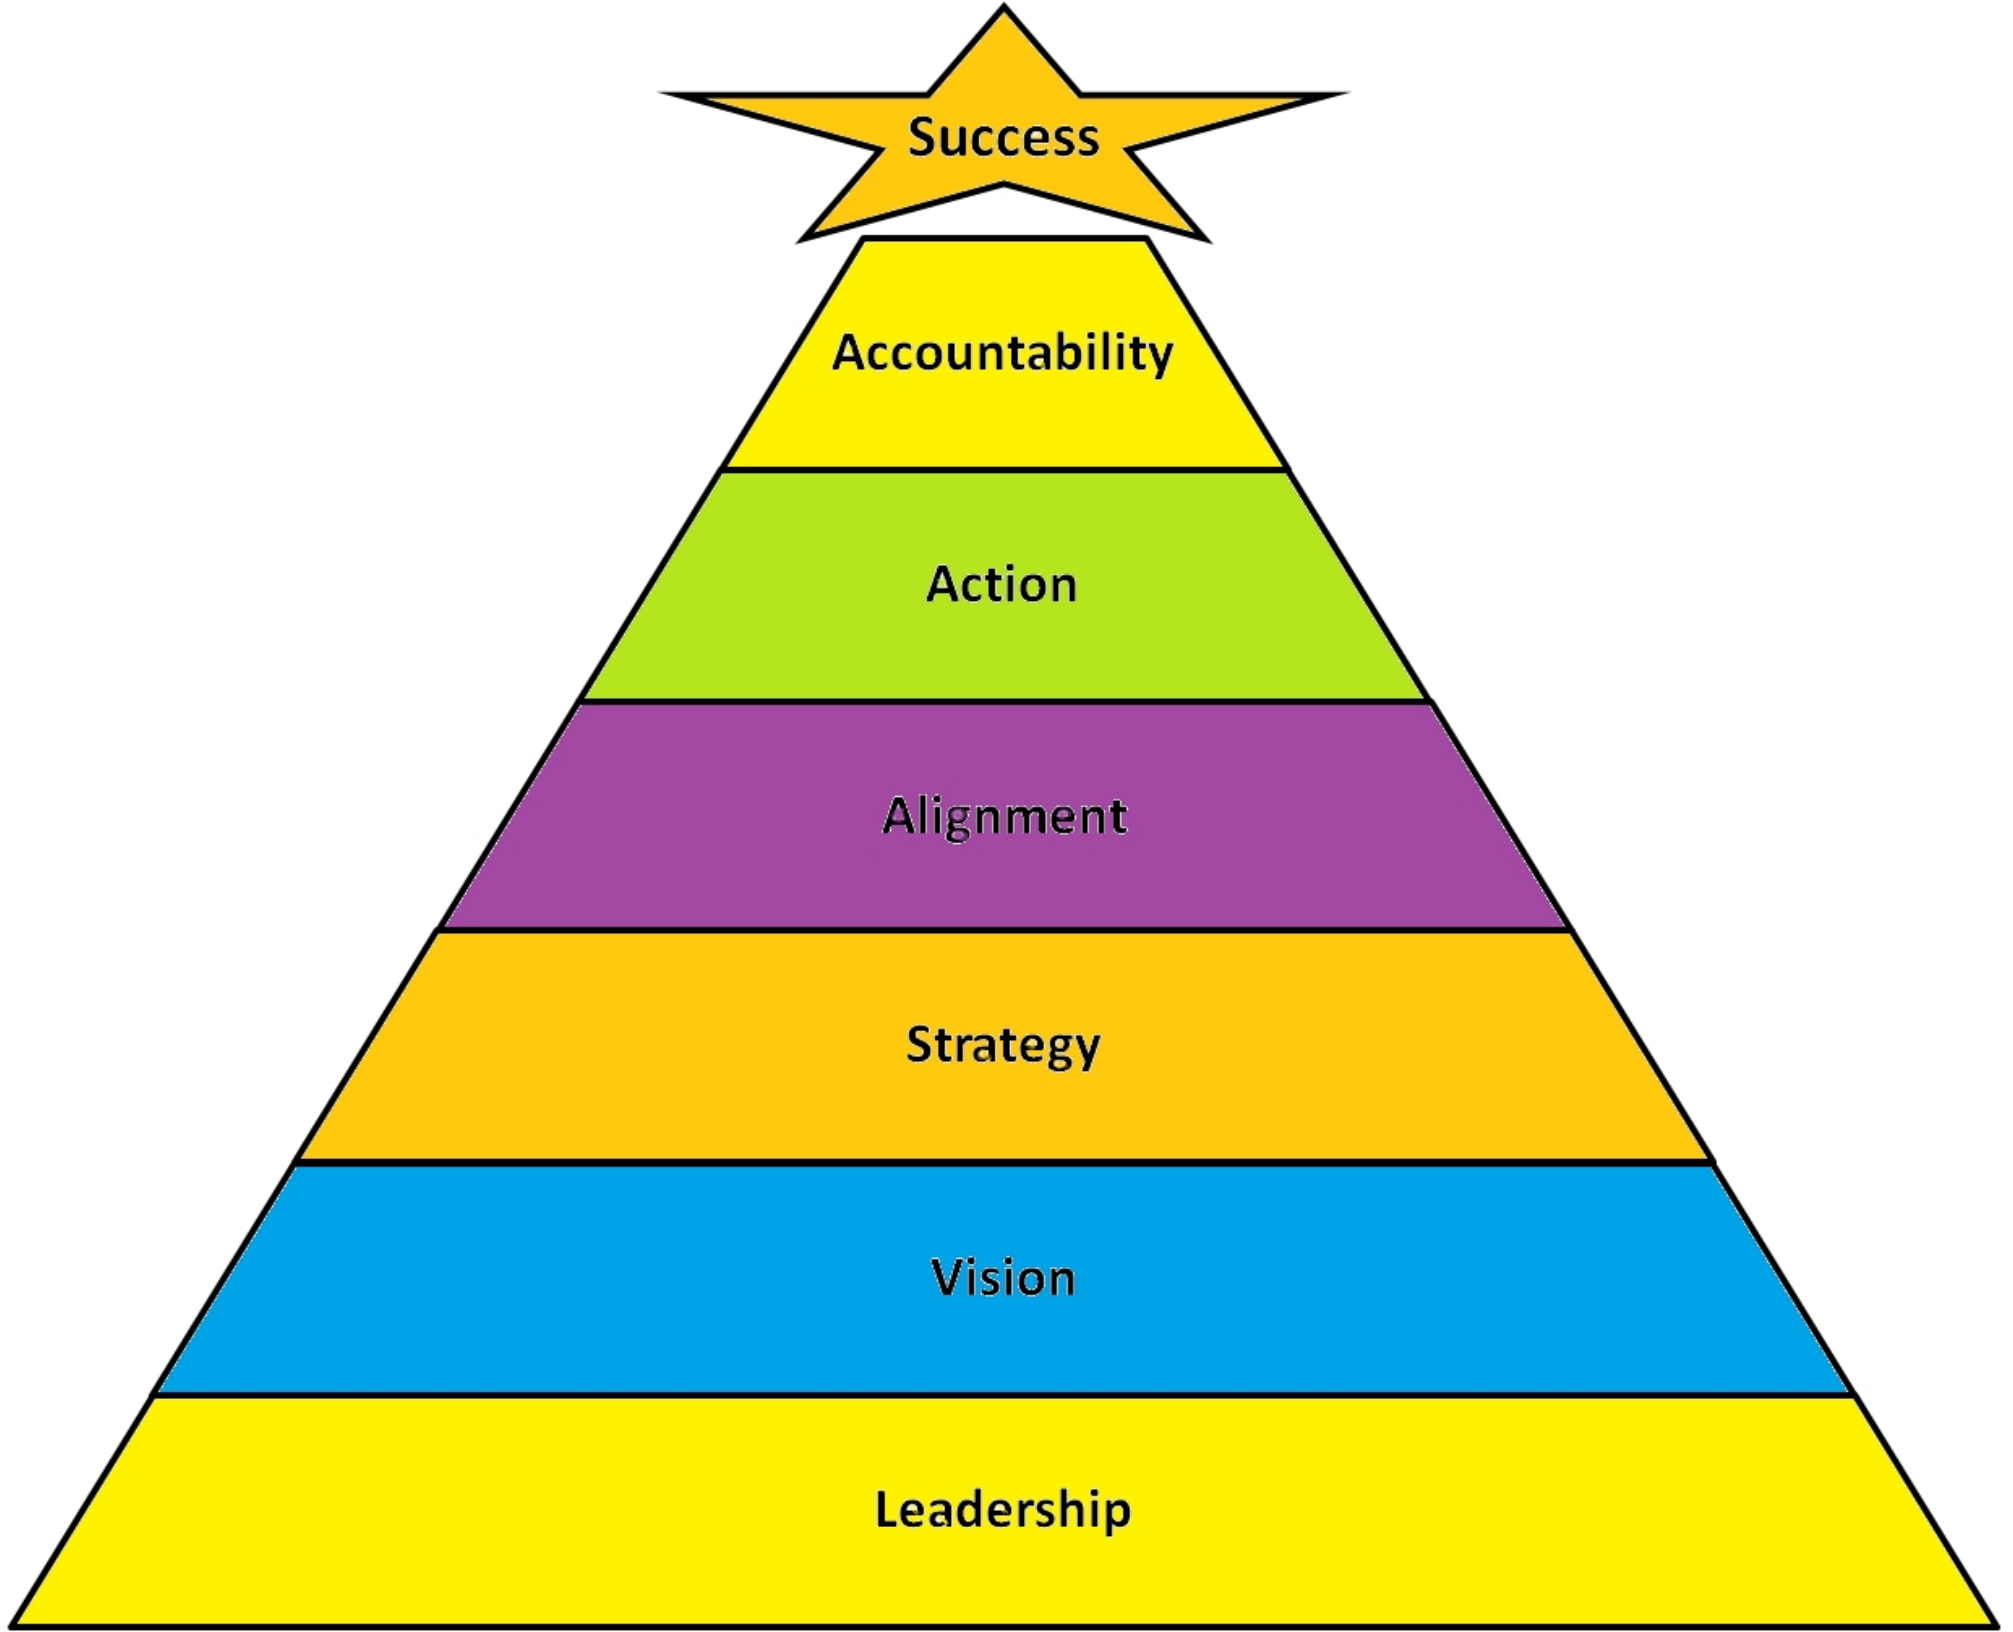 Success
Accountability
Action
Alignment
Strategy
Vision
Leadership